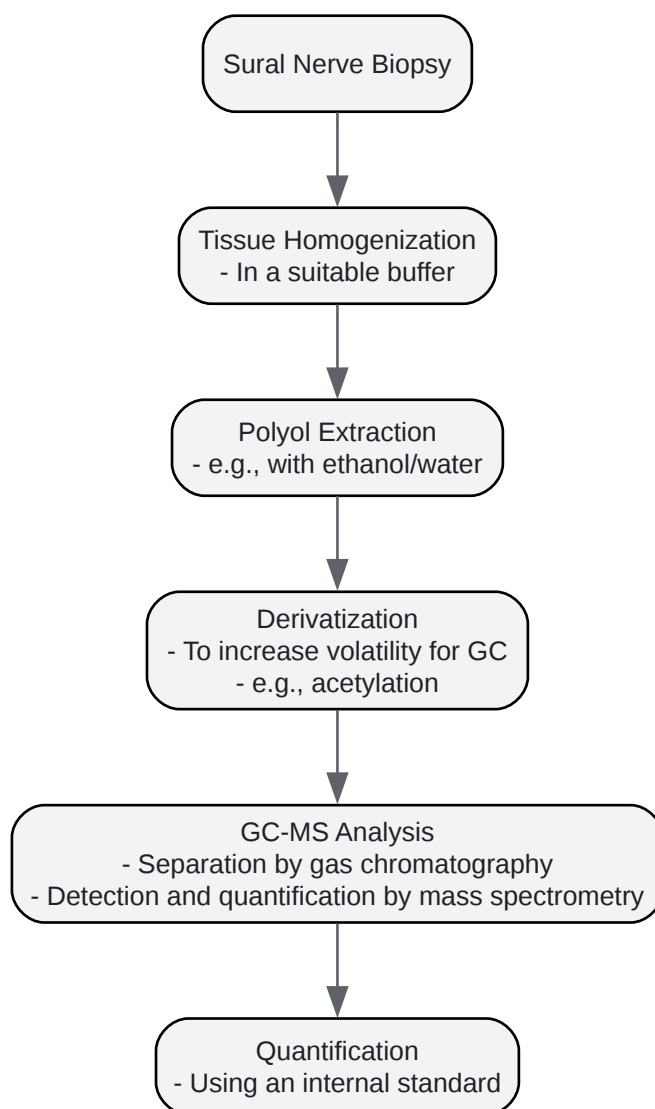 Sural Nerve Biopsy
Tissue Homogenization
- In a suitable buffer
Polyol Extraction
- e.g., with ethanol/water
Derivatization
- To increase volatility for GC
- e.g., acetylation
GC-MS Analysis
- Separation by gas chromatography
- Detection and quantification by mass spectrometry
Quantification
- Using an internal standard